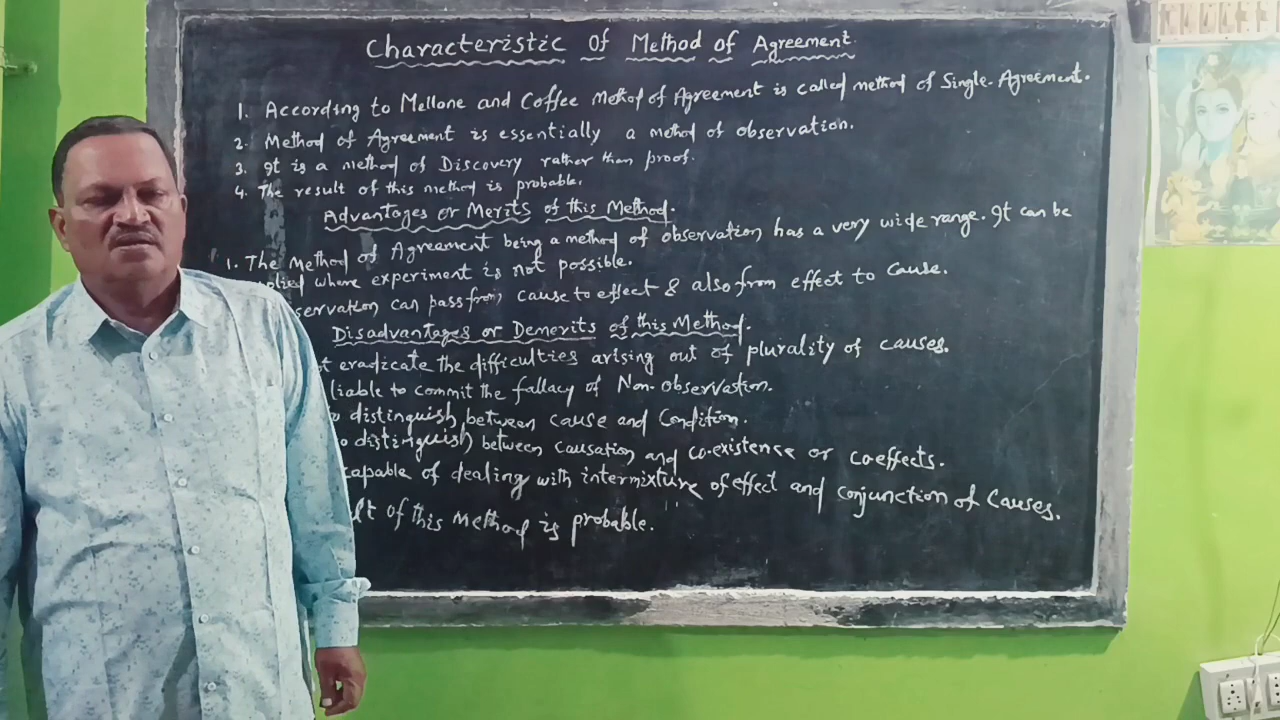 Characteristic of Method of Agreement
1. According to Mellone and Coffee Method of Agreement is called method of Single-Agreement.
2. Method of Agreement is essentially a method of observation.
3. It is a method of Discovery rather than proof.
4. The result of this method is probable.
Advantages or Merits of this Method.
1. The Method of Agreement being a method of observation, has a very wide range. It can be
plied where experiment is not possible.
servation can pass from cause to effect & also from effect to cause.
Disadvantages or Demerits of this Method.
t eradicate the difficulties arising out of plurality of causes.
liable to commit the fallacy of Non-observation.
distinguish between cause and Condition.
o distinguish between causation and co-existence or coeffects.
capable of dealing with intermixture of effect and conjunction of Causes.
lt of this Method is probable.